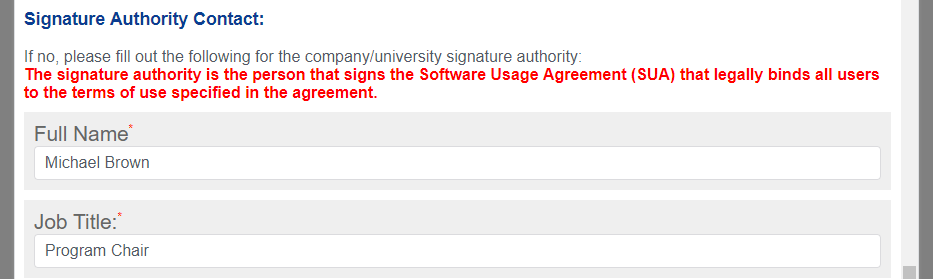 Signature Authority Contact:
If no, please fill out the following for the company/university signature authority:
The signature authority is the person that signs the Software Usage Agreement (SUA) that legally binds all users
to the terms of use specified in the agreement.
Full Name*
Michael Brown
Job Title:*
Program Chair